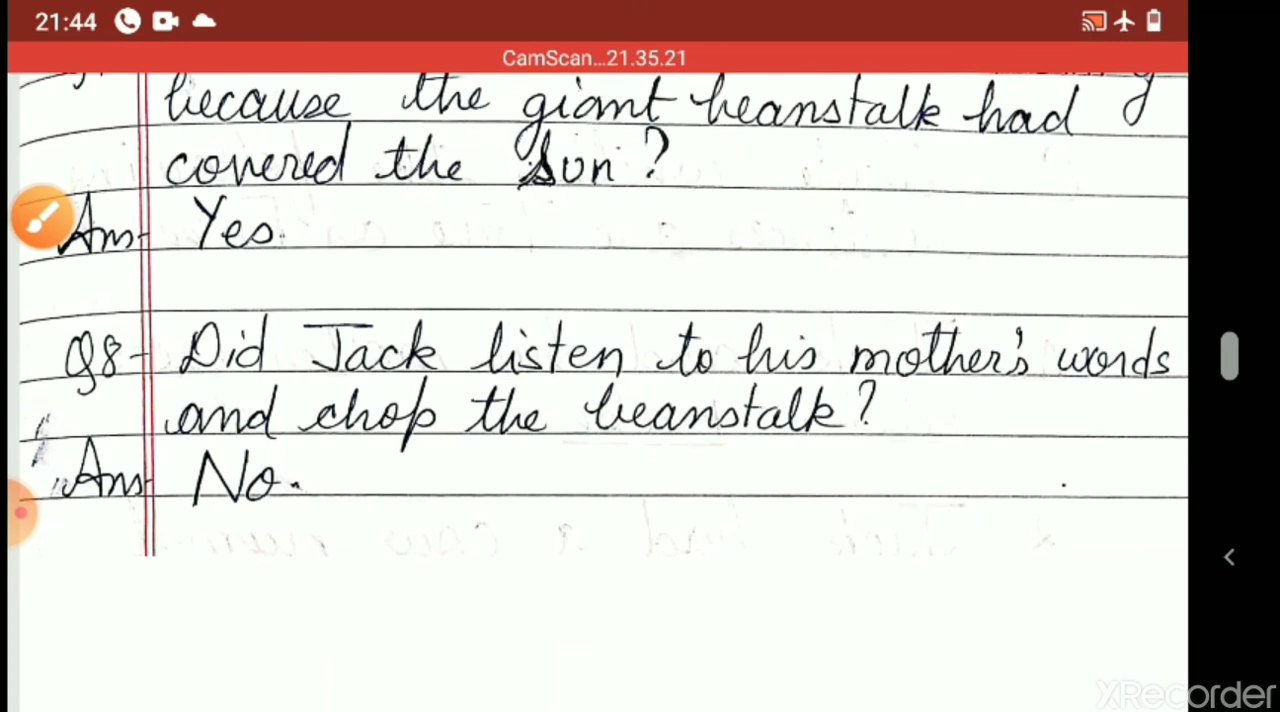 21:44
CamScan...21.35.21
because the giant beanstalk had
covered the Sun?
Ans- Yes.
Q8- Did Jack listen to his mother's words
and chop the beanstalk?
Ans- No.
XRecorder